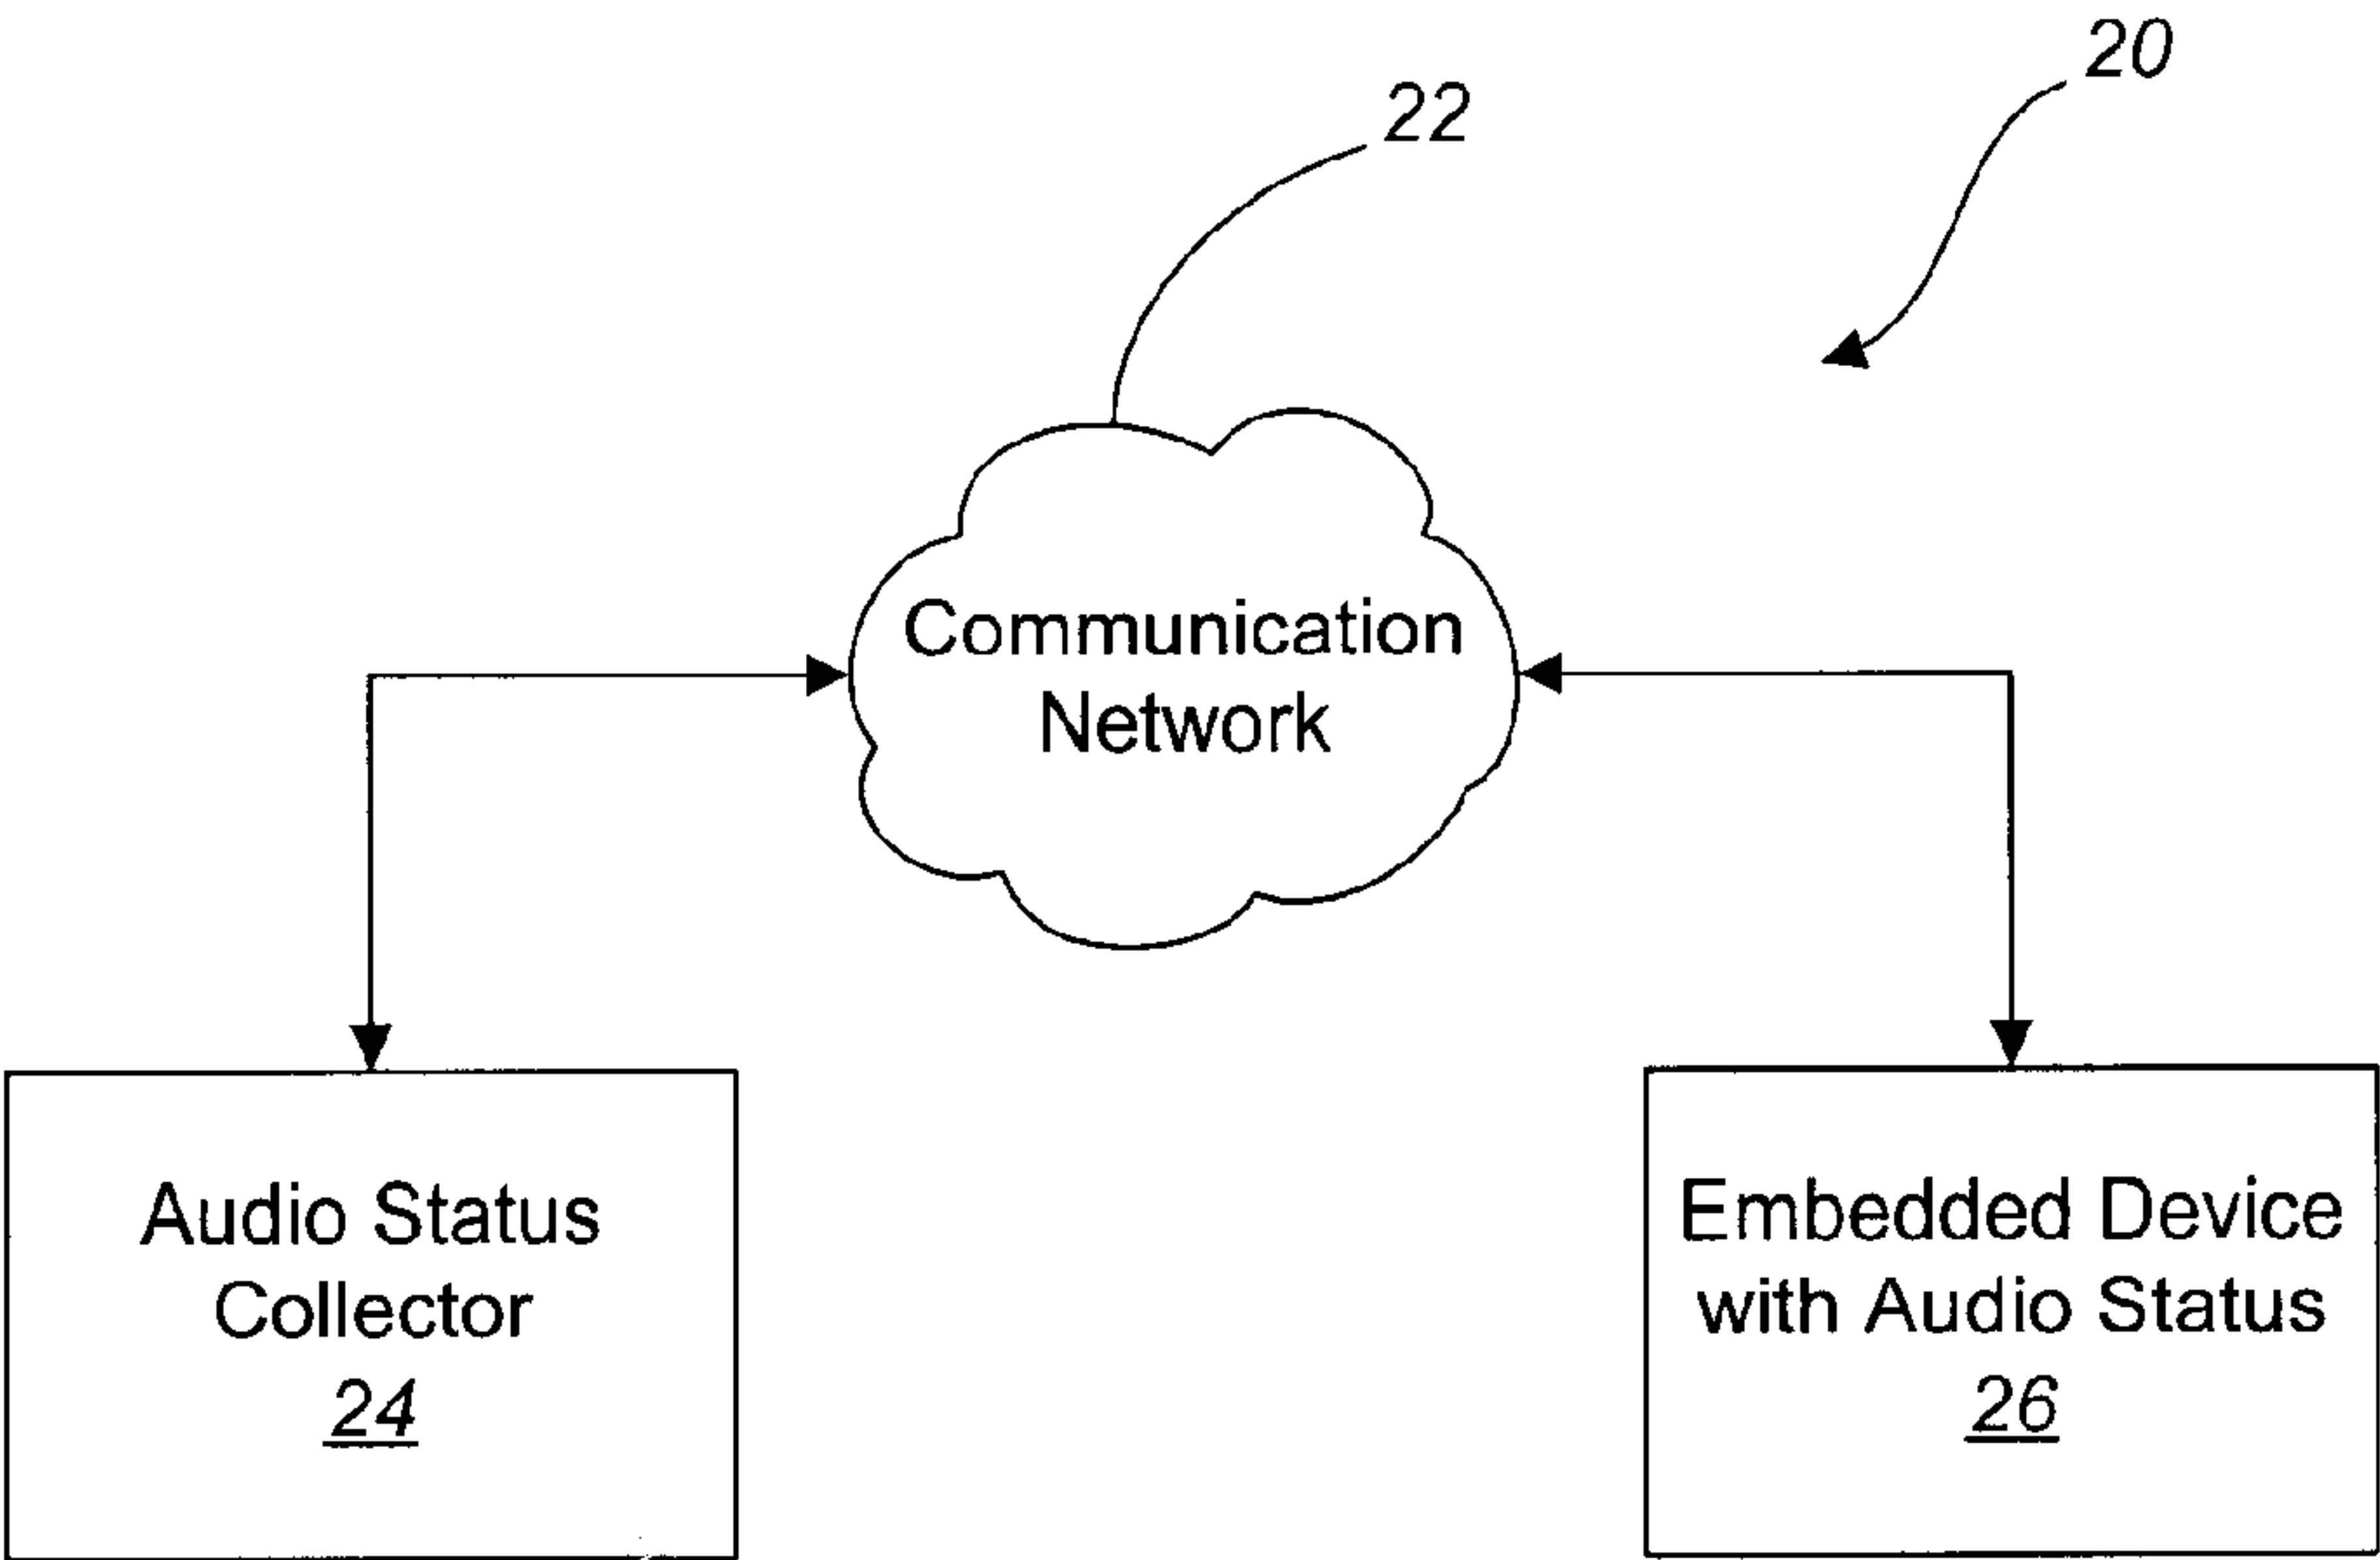 20
22
Communication
Network
Audio Status
Collector
24
Embedded Device
with Audio Status
26